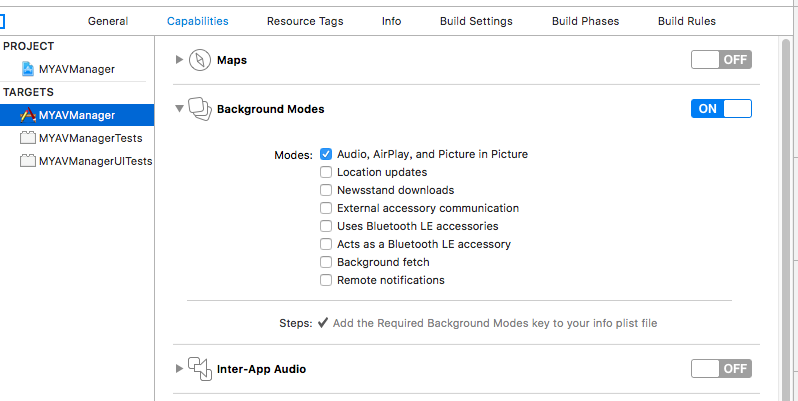 General Capabilities Resource Tags Info Build Settings Build Phases Build Rules
PROJECT
MYAVManager
TARGETS
MYAVManager
MYAVManagerTests
MYAVManagerUITests
Maps OFF
Background Modes ON
Modes: Audio, AirPlay, and Picture in Picture
Location updates
Newsstand downloads
External accessory communication
Uses Bluetooth LE accessories
Acts as a Bluetooth LE accessory
Background fetch
Remote notifications
Steps: ✔ Add the Required Background Modes key to your info plist file
Inter-App Audio OFF